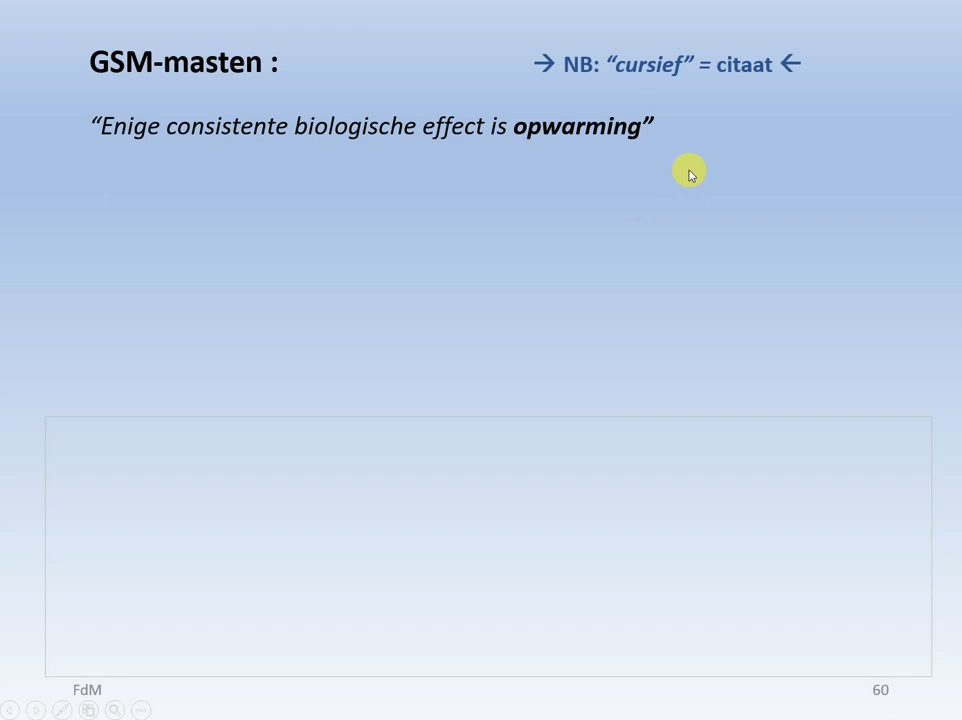 GSM-masten :
→ NB: “cursief” = citaat ←
“Enige consistente biologische effect is opwarming”
FdM
60